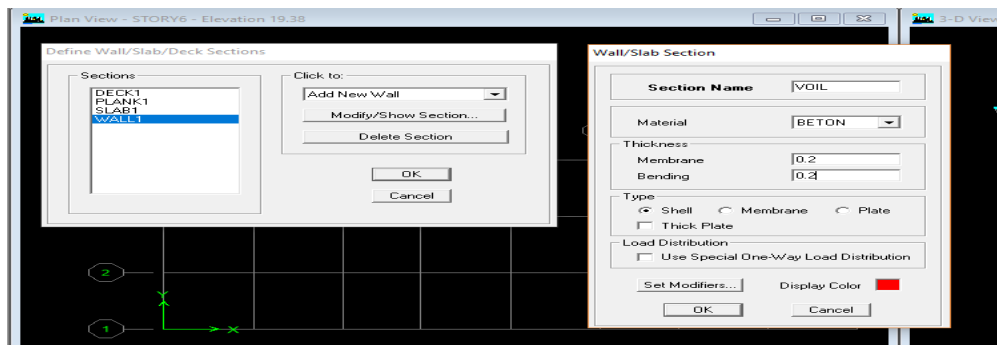 Plan View - STORY6 - Elevation 19.38
3-D View
Define Wall/Slab/Deck Sections
Sections
DECK1
PLANK1
SLAB1
WALL1
Click to:
Add New Wall
Modify/Show Section...
Delete Section
OK
Cancel
Wall/Slab Section
Section Name VOIL
Material BETON
Thickness
Membrane 0.2
Bending 0.2
Type
Shell Membrane Plate
Thick Plate
Load Distribution
Use Special One-Way Load Distribution
Set Modifiers... Display Color
OK Cancel
2
Y
1
X